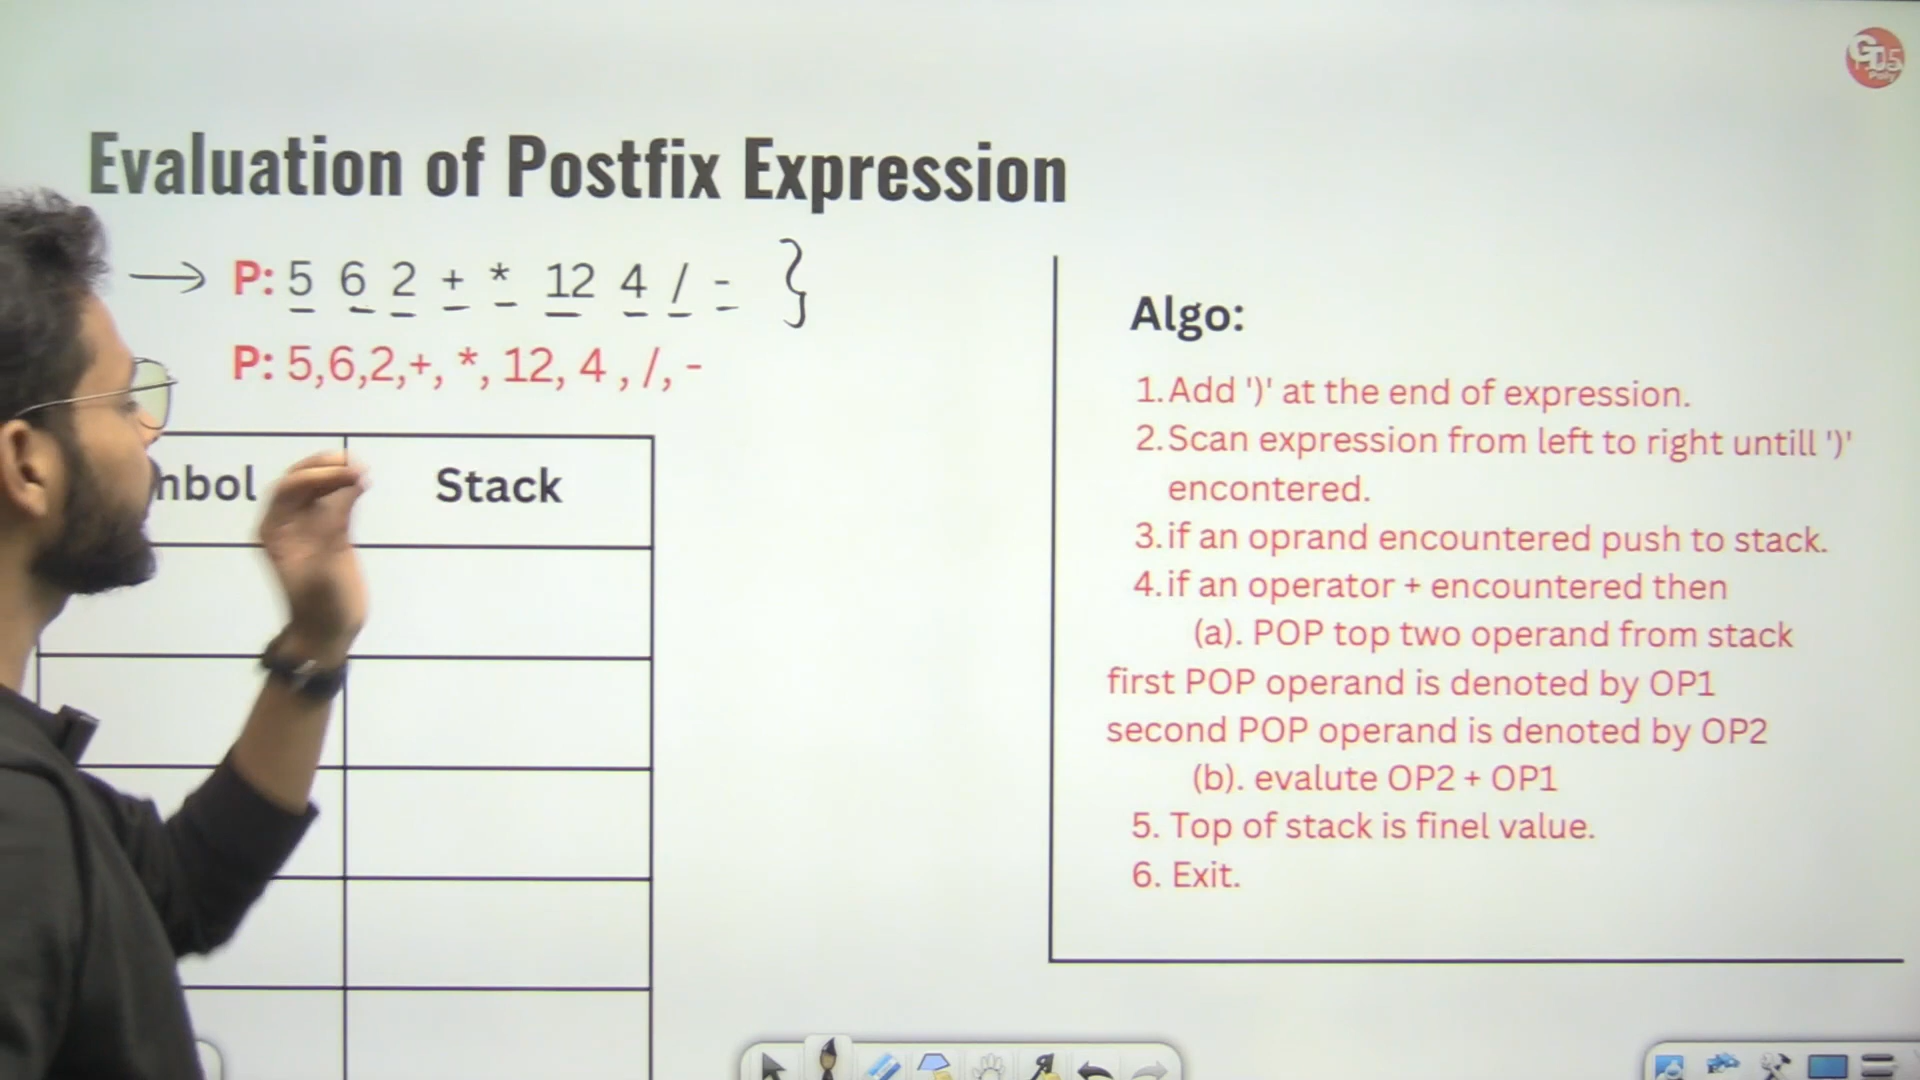 Evaluation of Postfix Expression
→ P: 5 6 2 + * 12 4 / - }
P: 5,6,2,+, *, 12, 4 , /, -
mbol
Stack
Algo:
1.Add ')' at the end of expression.
2.Scan expression from left to right untill ')'
encontered.
3.if an oprand encountered push to stack.
4.if an operator + encountered then
(a). POP top two operand from stack
first POP operand is denoted by OP1
second POP operand is denoted by OP2
(b). evalute OP2 + OP1
5. Top of stack is finel value.
6. Exit.